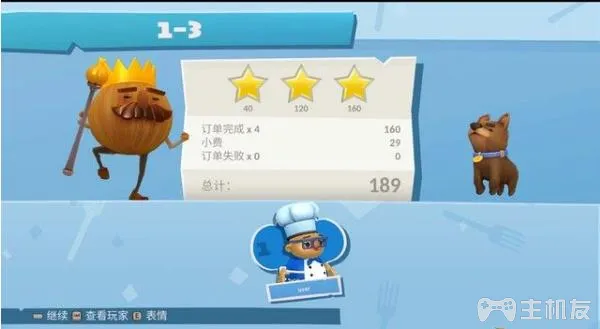 1-3
40 120 160
订单完成 x 4 160
小费 29
订单失败 x 0 0
总计: 189
1
继续 查看玩家 E 表情
主机友